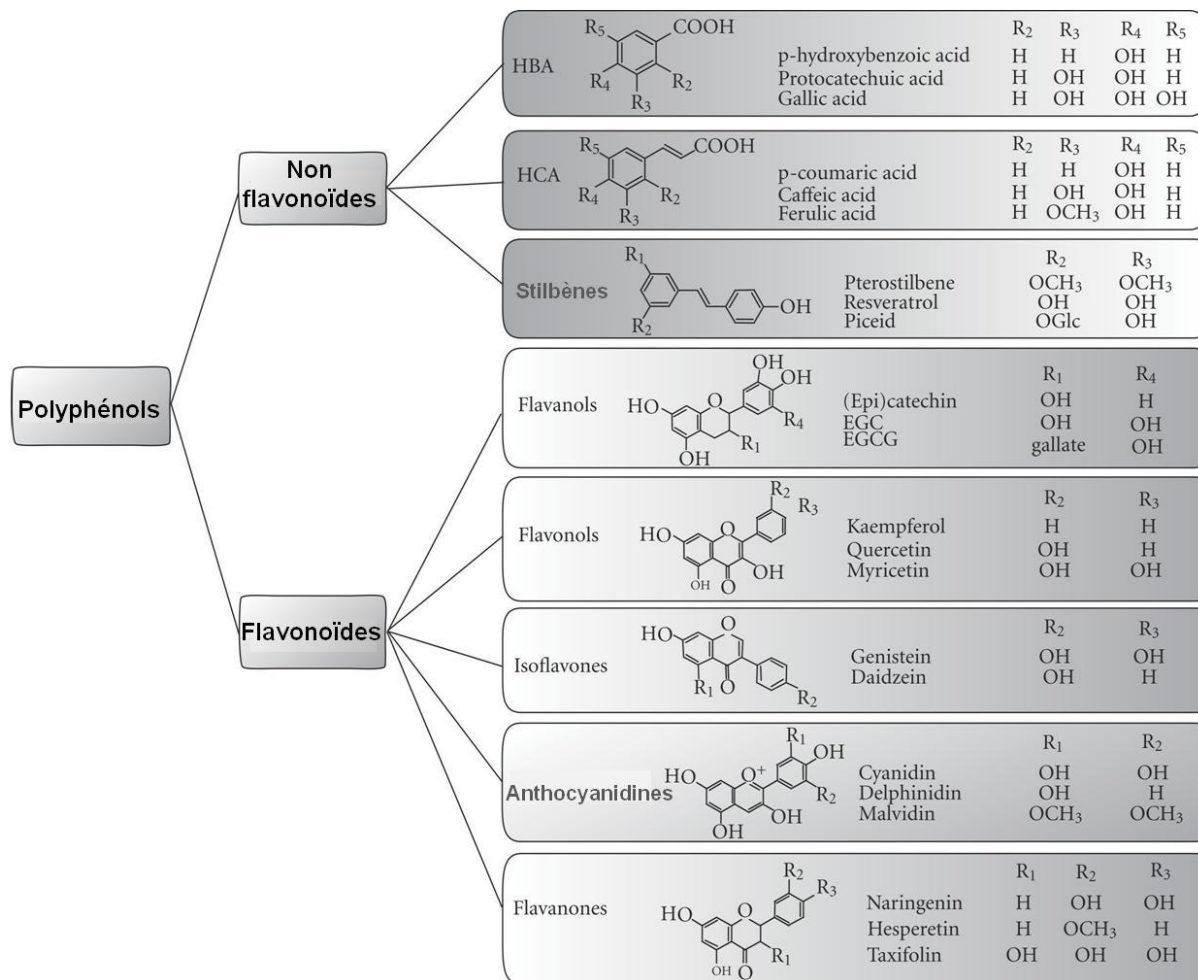 Polyphénols
Non
flavonoïdes
Flavonoïdes
HBA
R5 COOH
R4 R2
R3
R2 R3 R4 R5
p-hydroxybenzoic acid H H OH H
Protocatechuic acid H OH OH H
Gallic acid H OH OH OH
HCA
R5 COOH
R4 R2
R3
R2 R3 R4 R5
p-coumaric acid H H OH H
Caffeic acid H OH OH H
Ferulic acid H OCH3 OH H
Stilbènes
R1
OH
R2
R2 R3
Pterostilbene OCH3 OCH3
Resveratrol OH OH
Piceid OGlc OH
Flavanols
OH
HO OH
HO O
R4
R1
OH
R1 R4
(Epi)catechin OH H
EGC OH OH
EGCG gallate OH
Flavonols
R2
R3
HO O
OH
OH O
R2 R3
Kaempferol H H
Quercetin OH H
Myricetin OH OH
Isoflavones
HO O
R1 O
R2
R2 R3
Genistein OH OH
Daidzein OH H
Anthocyanidines
R1
OH
HO O+
R2
OH
OH
R1 R2
Cyanidin OH OH
Delphinidin OH H
Malvidin OCH3 OCH3
Flavanones
R2
R3
HO O
R1
OH O
R1 R2 R3
Naringenin H OH OH
Hesperetin H OCH3 H
Taxifolin OH OH OH